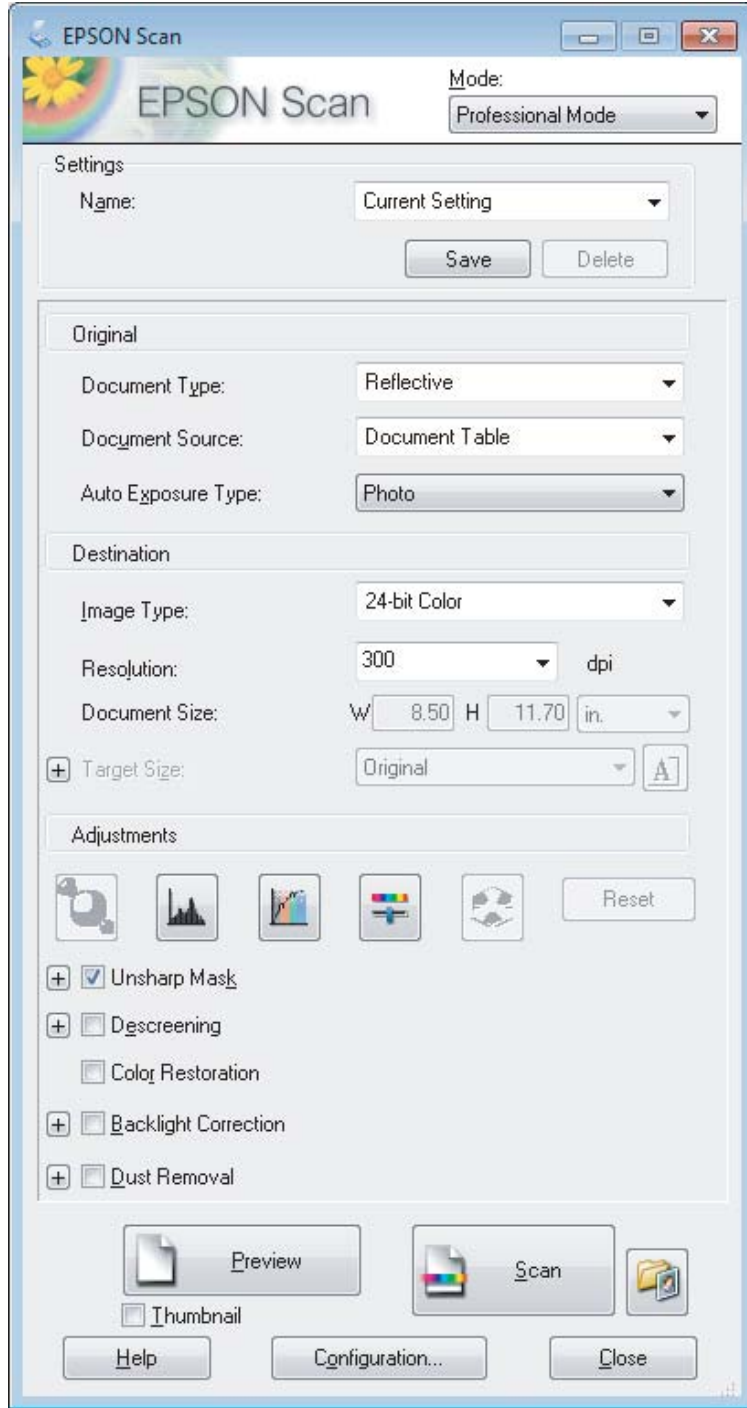 EPSON Scan
EPSON Scan
Mode:
Professional Mode
Settings
Name:
Current Setting
Save
Delete
Original
Document Type:
Reflective
Document Source:
Document Table
Auto Exposure Type:
Photo
Destination
Image Type:
24-bit Color
Resolution:
300
dpi
Document Size:
W 8.50 H 11.70 in.
Target Size:
Original
A
Adjustments
Reset
Unsharp Mask
Descreening
Color Restoration
Backlight Correction
Dust Removal
Preview
Scan
Thumbnail
Help
Configuration...
Close